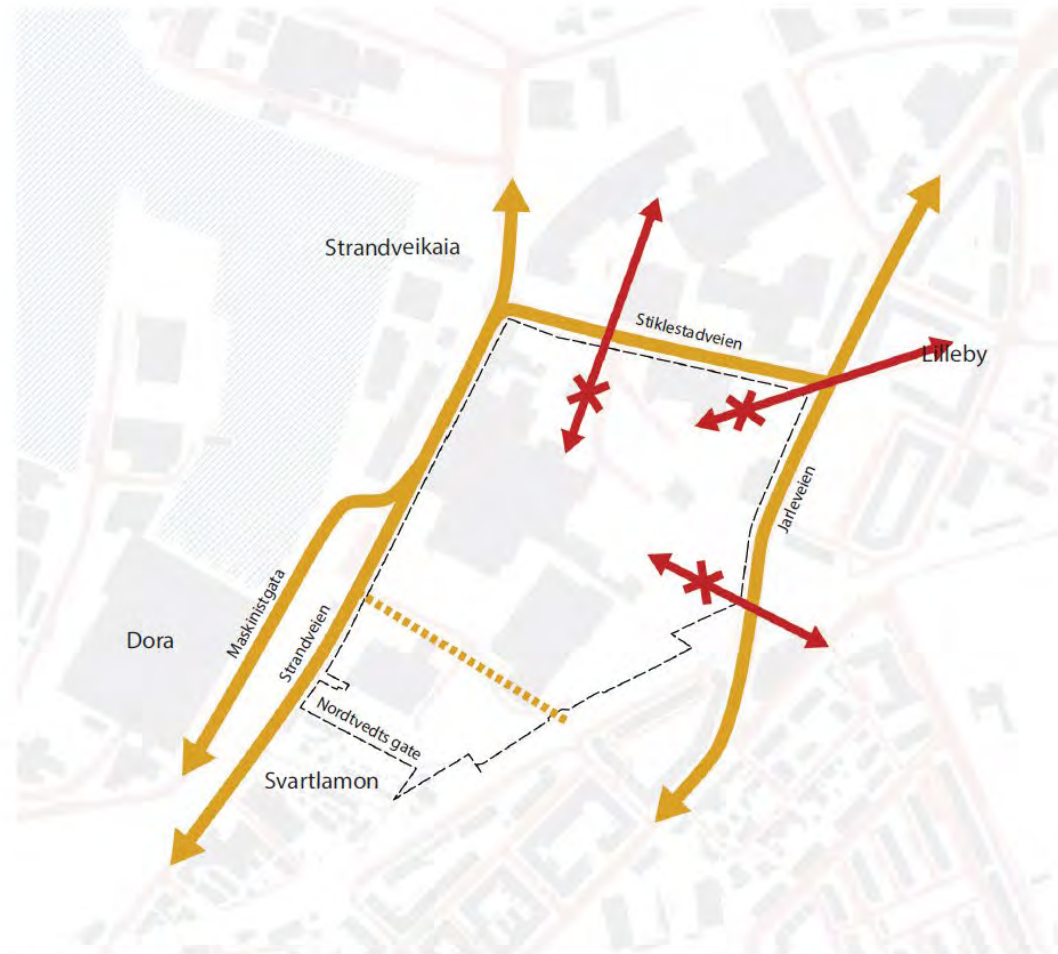 Strandveikaia
Stiklestadveien
Lilleby
Jarleveien
Maskinistgata
Dora
Strandveien
Nordtvedts gate
Svartlamon